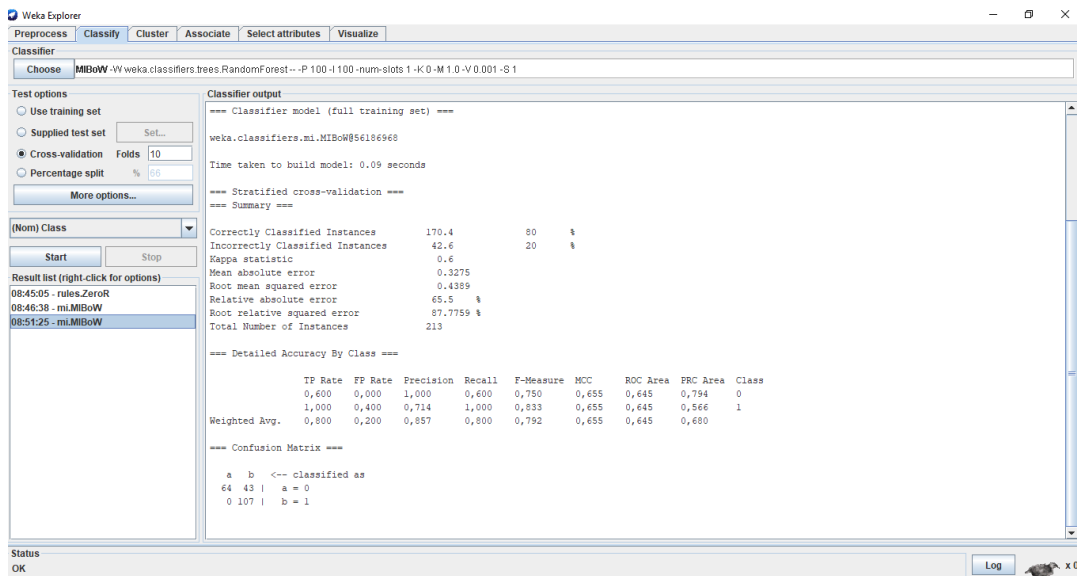 Weka Explorer
Preprocess Classify Cluster Associate Select attributes Visualize
Classifier
Choose MIBoW -W weka.classifiers.trees.RandomForest -- -P 100 -I 100 -num-slots 1 -K 0 -M 1.0 -V 0.001 -S 1
Test options
Use training set
Supplied test set Set...
Cross-validation Folds 10
Percentage split % 66
More options...
(Nom) Class
Start Stop
Result list (right-click for options)
08:45:05 - rules.ZeroR
08:46:38 - mi.MIBoW
08:51:25 - mi.MIBoW
Classifier output
=== Classifier model (full training set) ===
weka.classifiers.mi.MIBoW@56186968
Time taken to build model: 0.09 seconds
=== Stratified cross-validation ===
=== Summary ===
Correctly Classified Instances 170.4 80 %
Incorrectly Classified Instances 42.6 20 %
Kappa statistic 0.6
Mean absolute error 0.3275
Root mean squared error 0.4389
Relative absolute error 65.5 %
Root relative squared error 87.7759 %
Total Number of Instances 213
=== Detailed Accuracy By Class ===
TP Rate FP Rate Precision Recall F-Measure MCC ROC Area PRC Area Class
0,600 0,000 1,000 0,600 0,750 0,655 0,645 0,794 0
1,000 0,400 0,714 1,000 0,833 0,655 0,645 0,566 1
Weighted Avg. 0,800 0,200 0,857 0,800 0,792 0,655 0,645 0,680
=== Confusion Matrix ===
a b <-- classified as
64 43 | a = 0
0 107 | b = 1
Status
OK
Log x 0